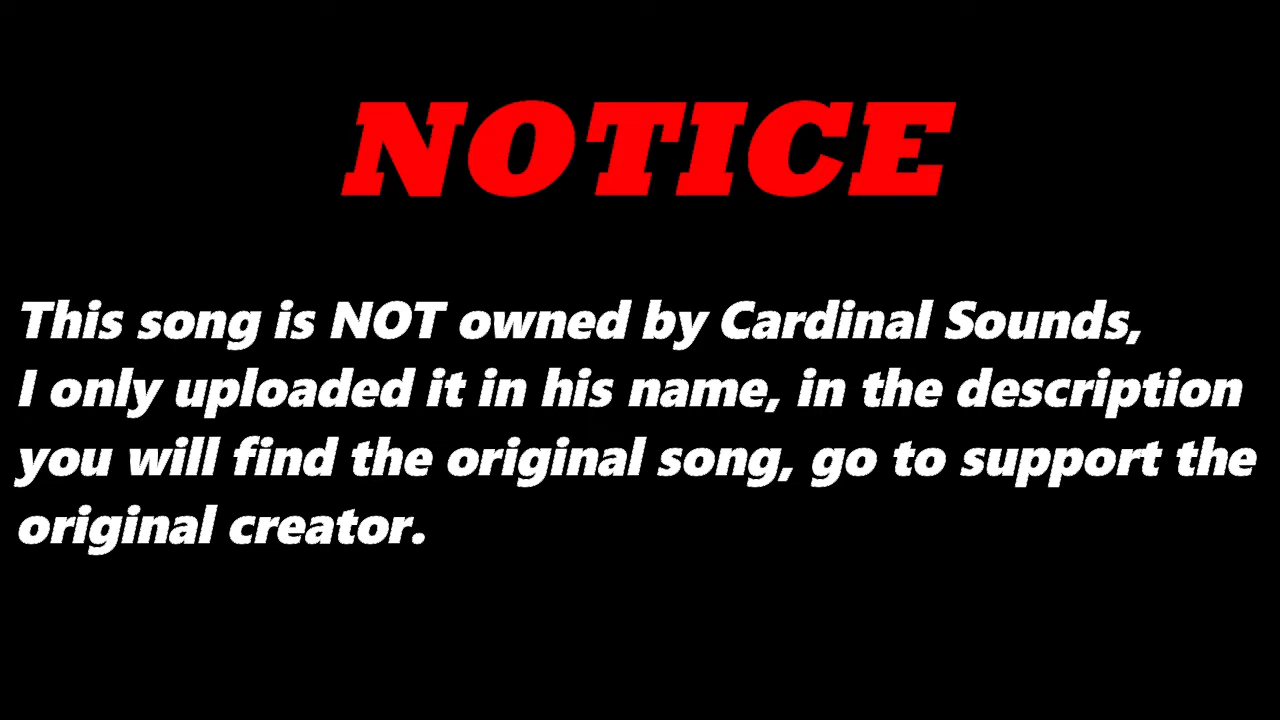 NOTICE
This song is NOT owned by Cardinal Sounds,
I only uploaded it in his name, in the description
you will find the original song, go to support the
original creator.